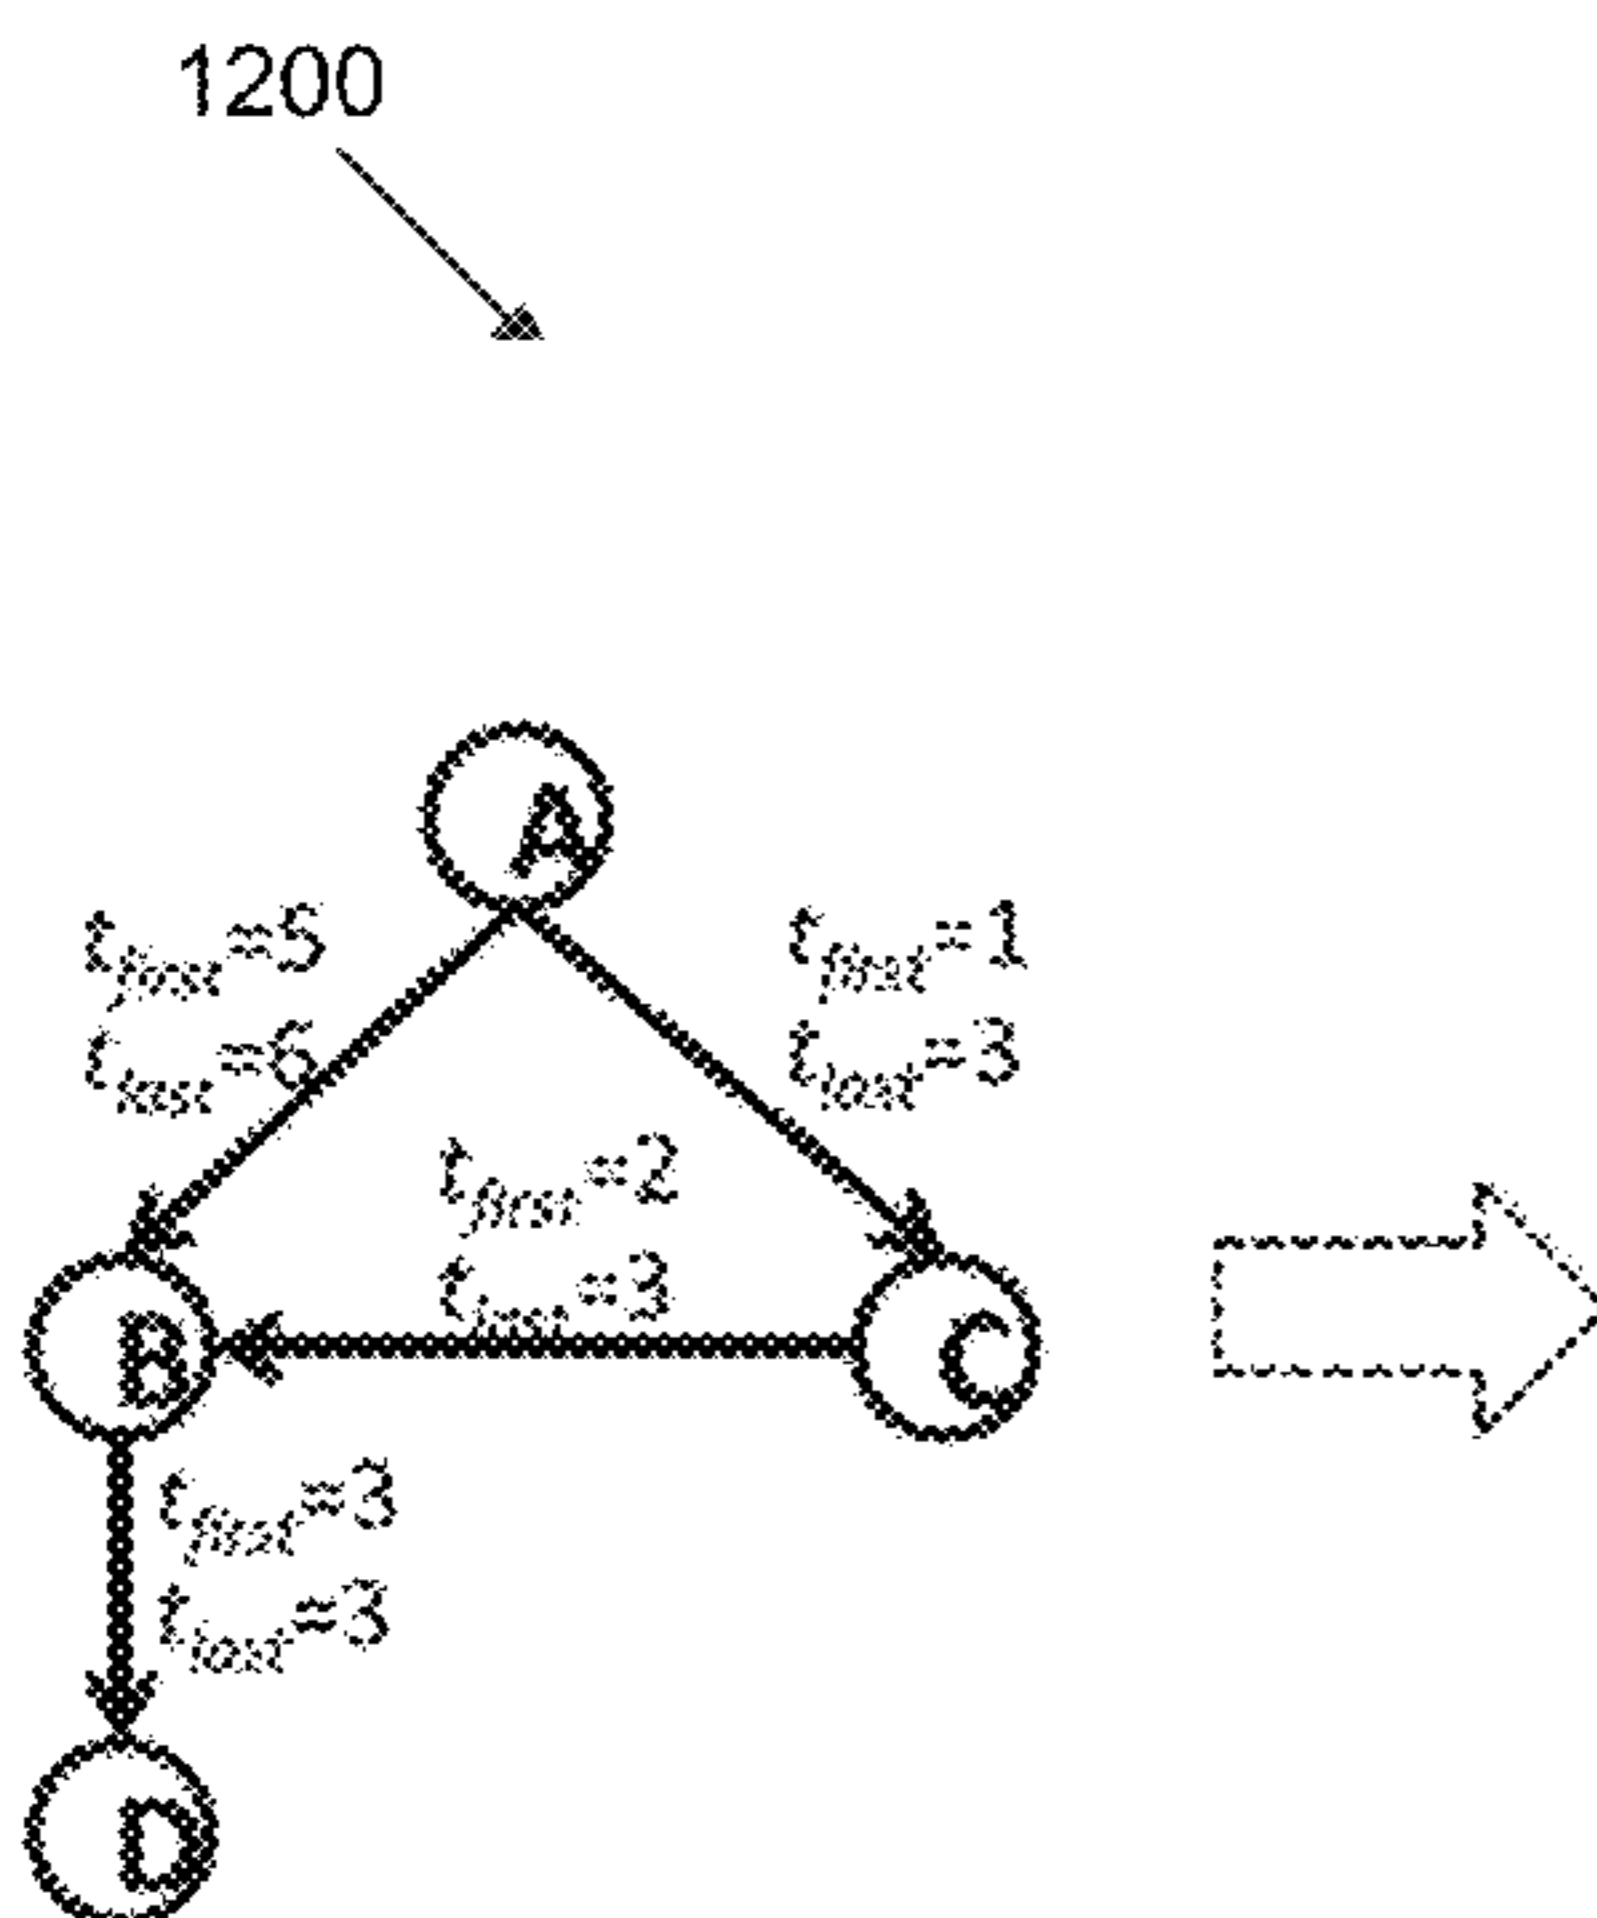 1200
A
t_first=5
t_last=6
t_first=1
t_last=3
t_first=2
t_last=3
B
C
t_first=3
t_last=3
D